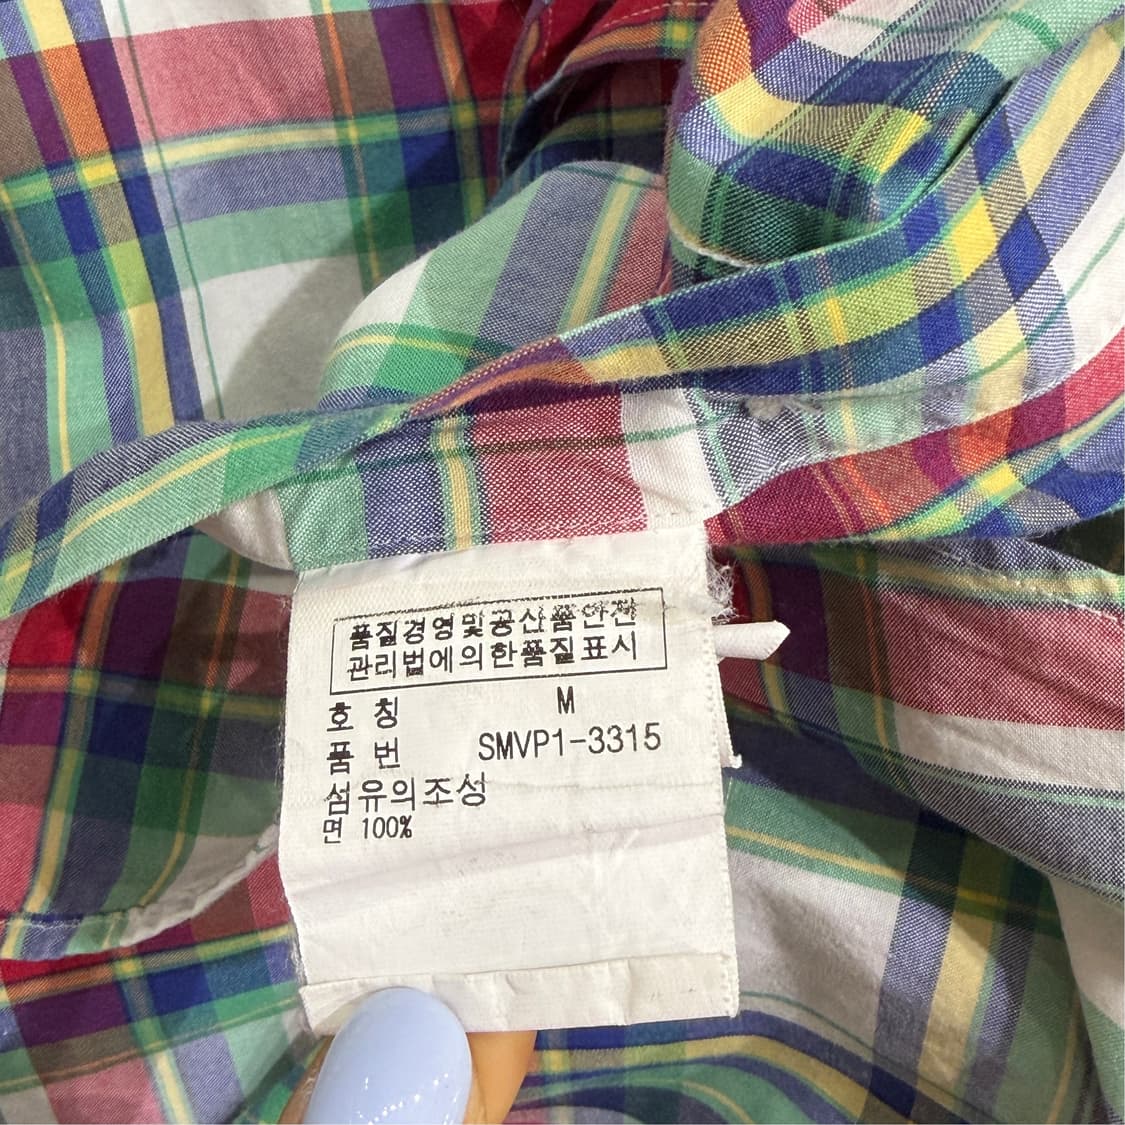 품질경영및공산품안전
관리법에의한품질표시
호 칭 M
품 번 SMVP1-3315
섬유의조성
면 100%